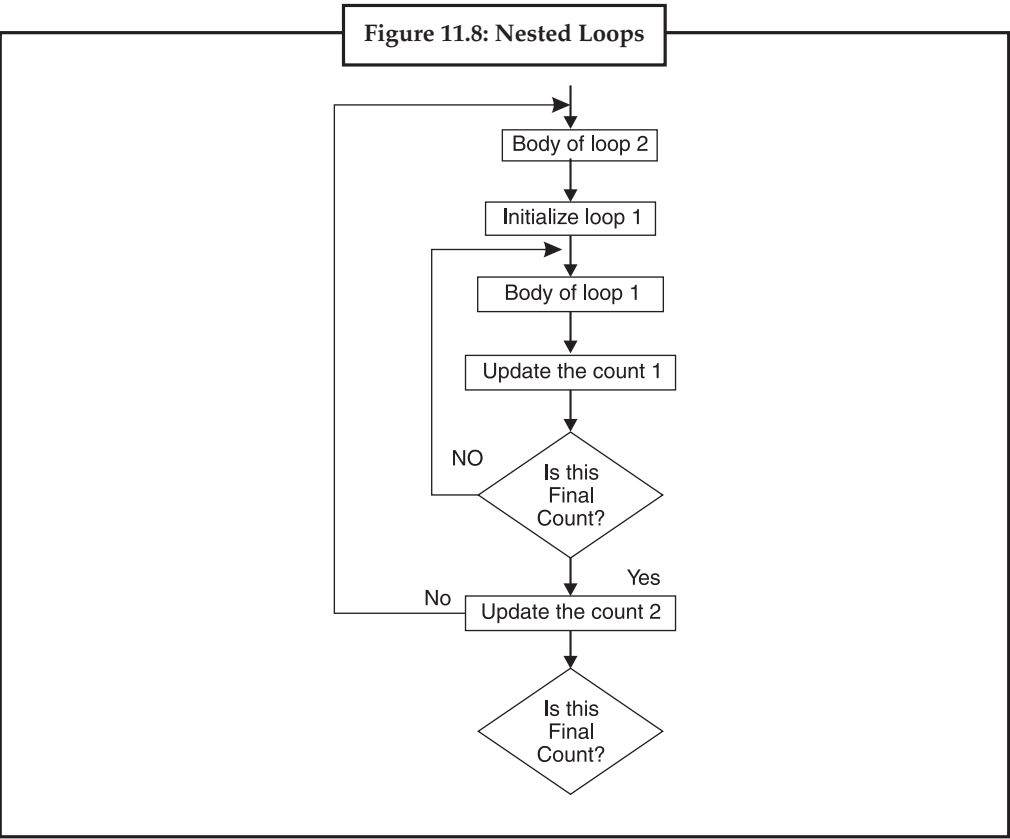 Figure 11.8: Nested Loops
Body of loop 2
Initialize loop 1
Body of loop 1
Update the count 1
NO
Is this
Final
Count?
Yes
No
Update the count 2
Is this
Final
Count?